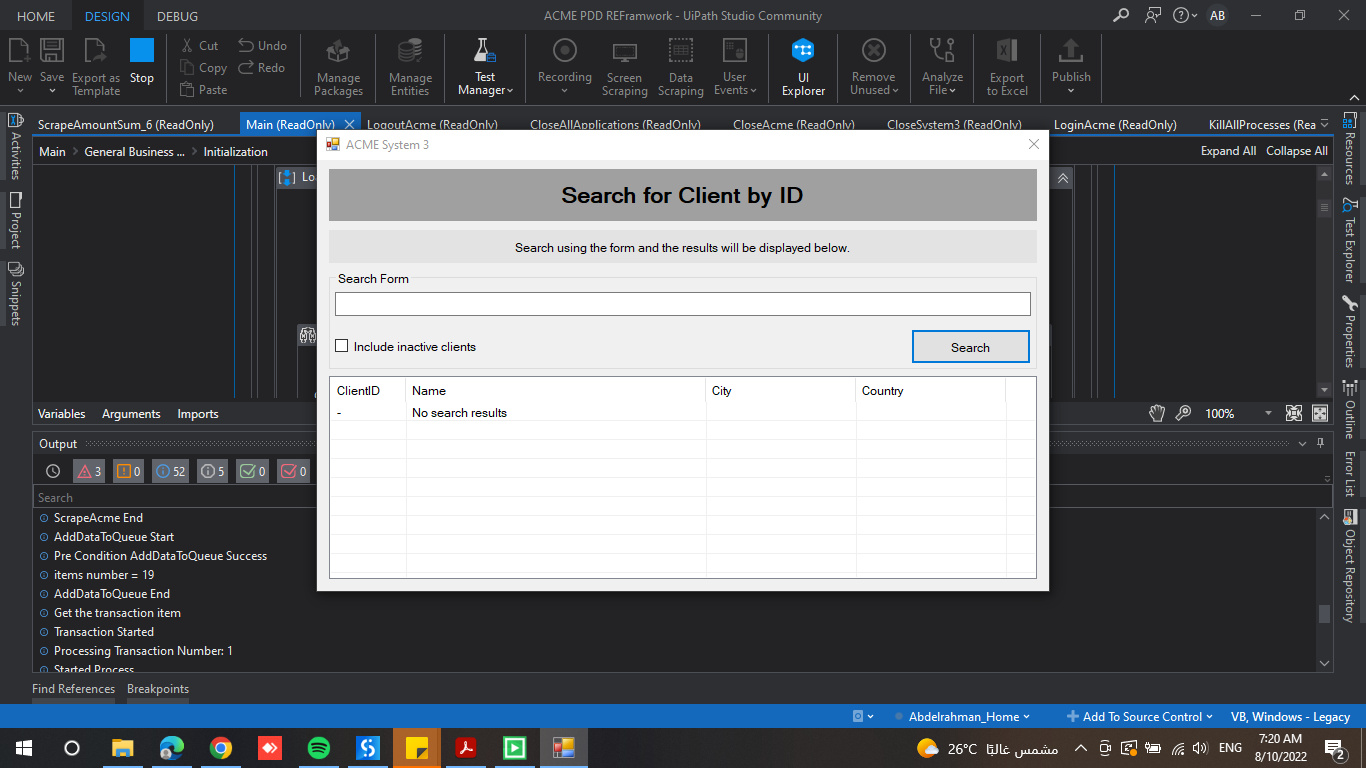 HOME DESIGN DEBUG ACME PDD REFramwork - UiPath Studio Community AB
New Save Export as Template Stop Cut Copy Paste Undo Redo Manage Packages Manage Entities Test Manager Recording Screen Scraping Data Scraping User Events UI Explorer Remove Unused Analyze File Export to Excel Publish
ScrapeAmountSum_6 (ReadOnly) Main (ReadOnly) LogoutAcme (ReadOnly) CloseAllApplications (ReadOnly) CloseAcme (ReadOnly) CloseSystem3 (ReadOnly) LoginAcme (ReadOnly) KillAllProcesses (Rea
Main General Business ... Initialization Expand All Collapse All
Activities
Project
Snippets
Resources
Test Explorer
Properties
Outline
Error List
Object Repository
Lo
ACME System 3
Search for Client by ID
Search using the form and the results will be displayed below.
Search Form
Include inactive clients Search
ClientID Name City Country
- No search results
Variables Arguments Imports 100%
Output
3 0 52 5 0 0
Search
ScrapeAcme End
AddDataToQueue Start
Pre Condition AddDataToQueue Success
items number = 19
AddDataToQueue End
Get the transaction item
Transaction Started
Processing Transaction Number: 1
Started Process
Find References Breakpoints
Abdelrahman_Home Add To Source Control VB, Windows - Legacy
26°C مشمس غالبًا ENG 7:20 AM
8/10/2022 2